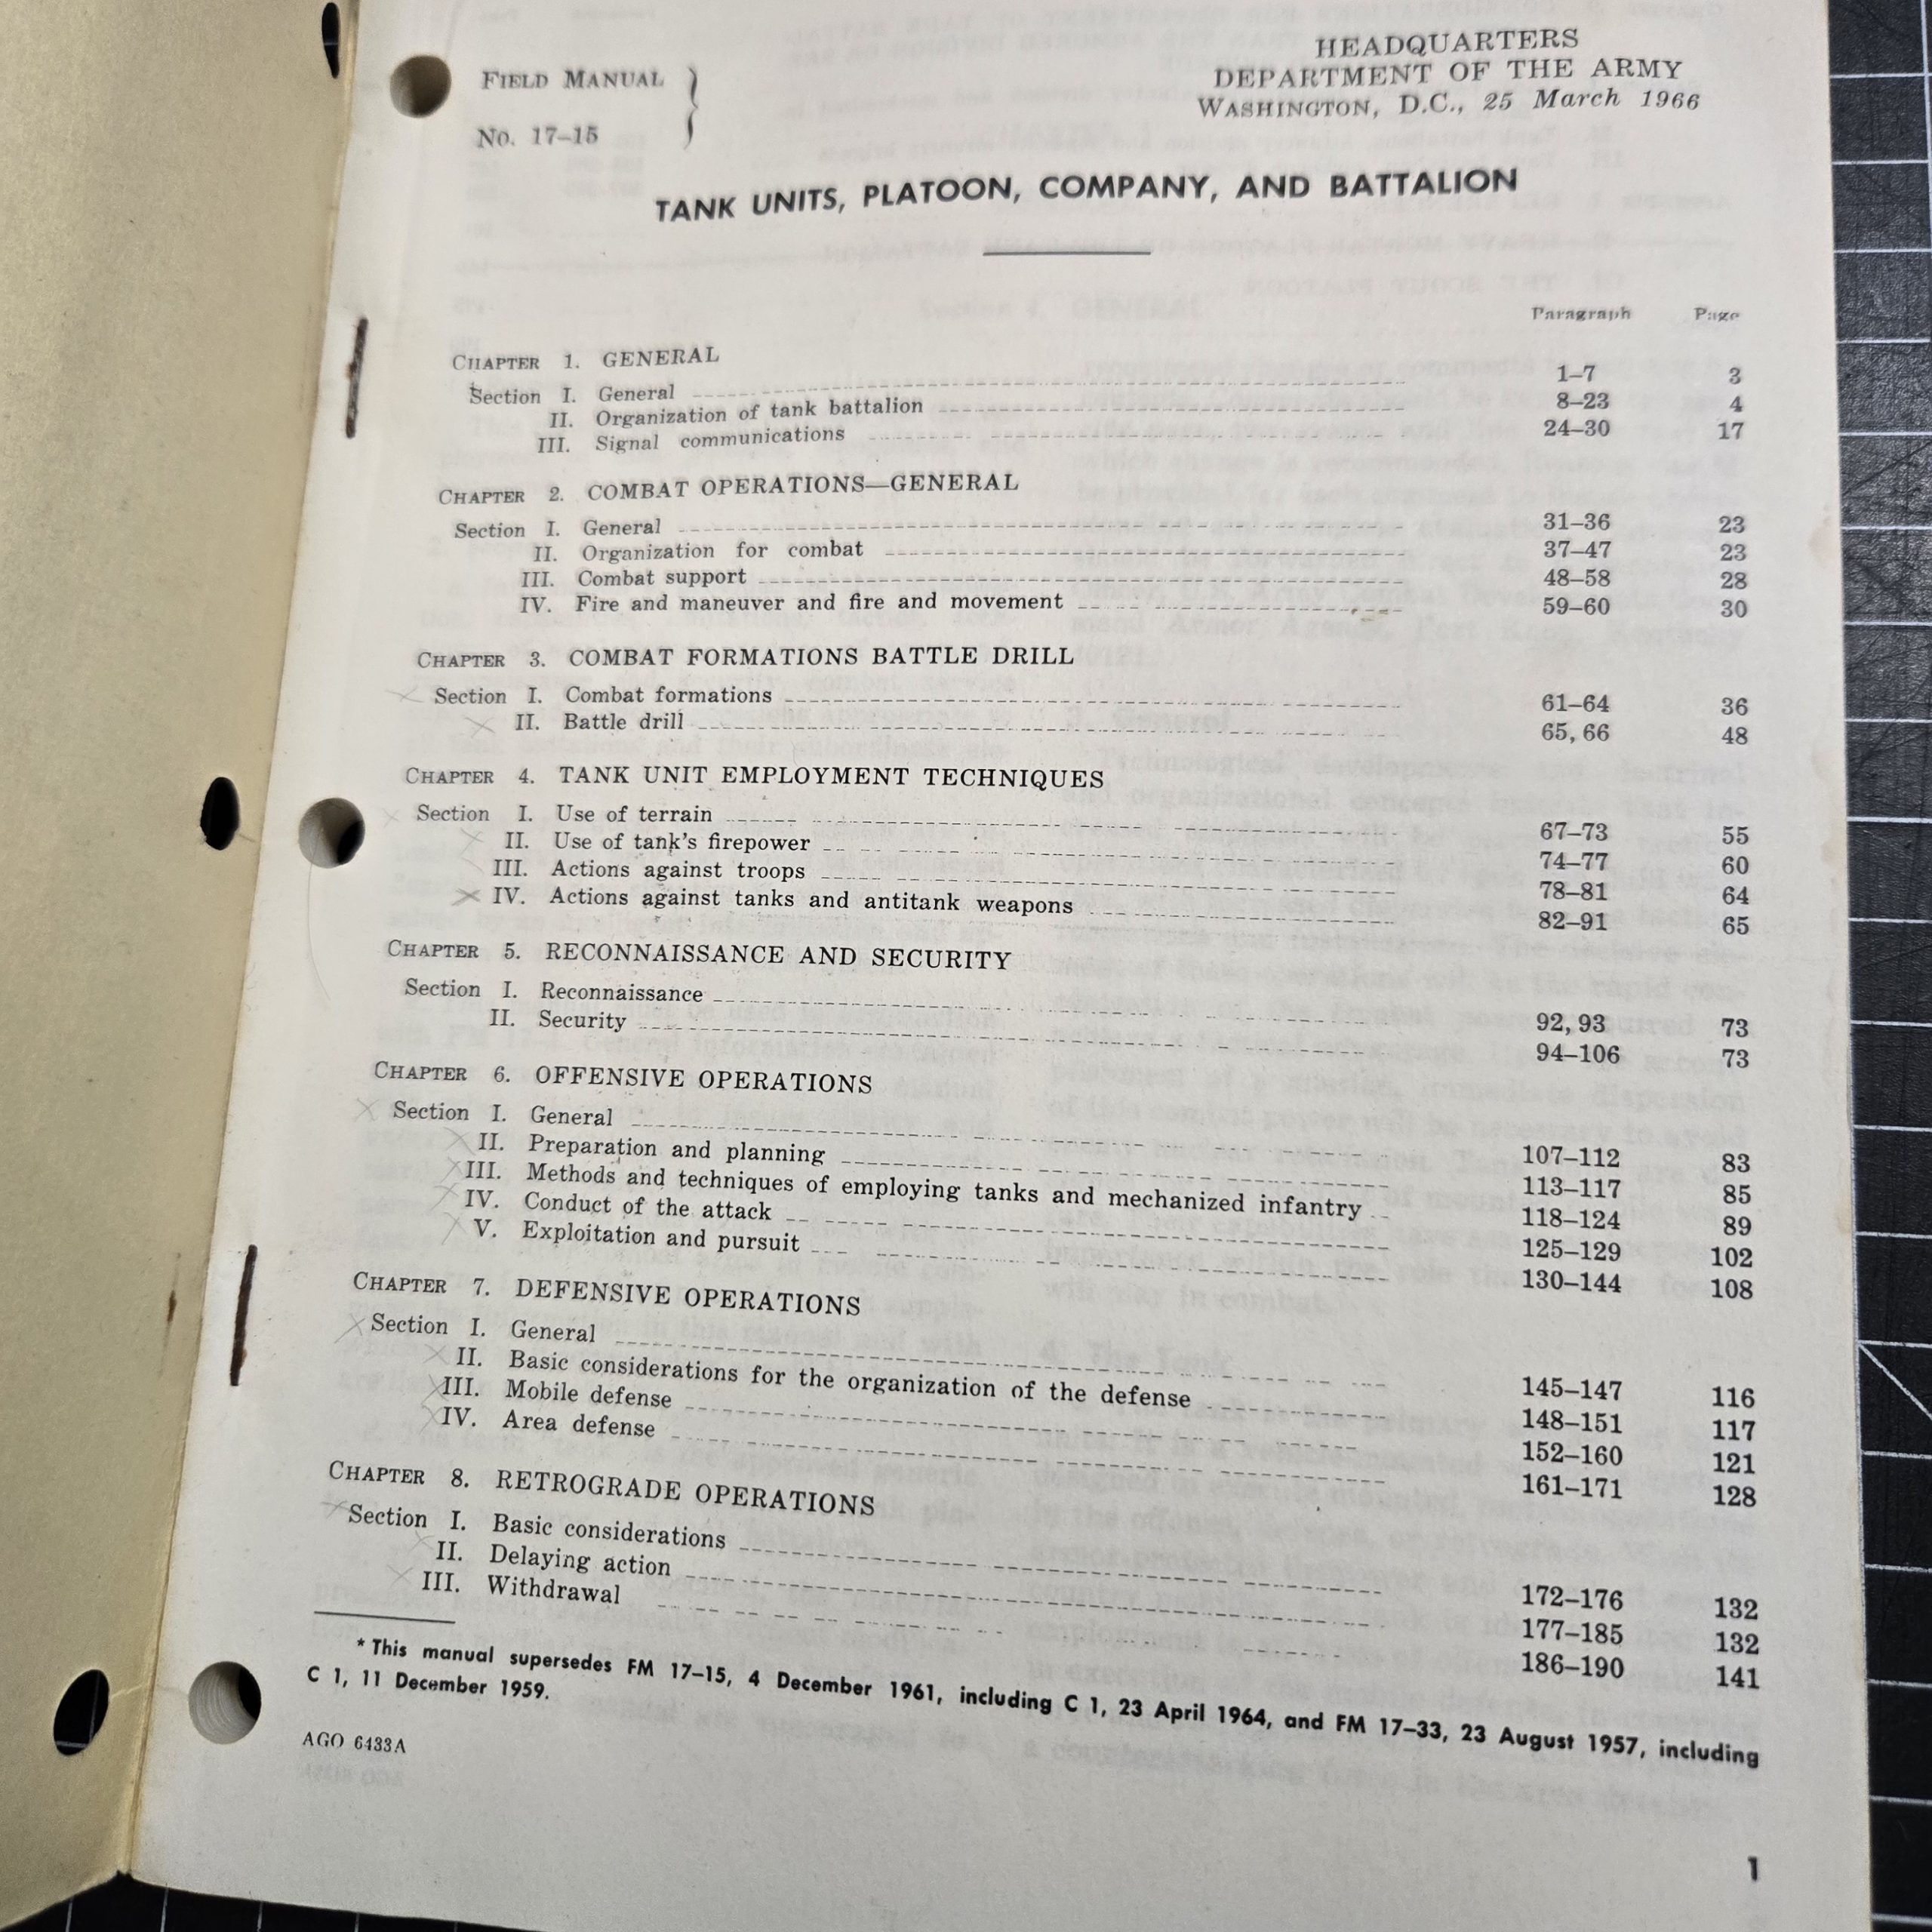 FIELD MANUAL
No. 17–15
HEADQUARTERS
DEPARTMENT OF THE ARMY
WASHINGTON, D.C., 25 March 1966
TANK UNITS, PLATOON, COMPANY, AND BATTALION
Paragraph Page
CHAPTER 1. GENERAL
Section I. General 1–7 3
II. Organization of tank battalion 8–23 4
III. Signal communications 24–30 17
CHAPTER 2. COMBAT OPERATIONS—GENERAL
Section I. General 31–36 23
II. Organization for combat 37–47 23
III. Combat support 48–58 28
IV. Fire and maneuver and fire and movement 59–60 30
CHAPTER 3. COMBAT FORMATIONS BATTLE DRILL
Section I. Combat formations 61–64 36
II. Battle drill 65, 66 48
CHAPTER 4. TANK UNIT EMPLOYMENT TECHNIQUES
Section I. Use of terrain 67–73 55
II. Use of tank's firepower 74–77 60
III. Actions against troops 78–81 64
IV. Actions against tanks and antitank weapons 82–91 65
CHAPTER 5. RECONNAISSANCE AND SECURITY
Section I. Reconnaissance 92, 93 73
II. Security 94–106 73
CHAPTER 6. OFFENSIVE OPERATIONS
Section I. General 107–112 83
II. Preparation and planning 113–117 85
III. Methods and techniques of employing tanks and mechanized infantry 118–124 89
IV. Conduct of the attack 125–129 102
V. Exploitation and pursuit 130–144 108
CHAPTER 7. DEFENSIVE OPERATIONS
Section I. General 145–147 116
II. Basic considerations for the organization of the defense 148–151 117
III. Mobile defense 152–160 121
IV. Area defense 161–171 128
CHAPTER 8. RETROGRADE OPERATIONS
Section I. Basic considerations 172–176 132
II. Delaying action 177–185 132
III. Withdrawal 186–190 141
* This manual supersedes FM 17–15, 4 December 1961, including C 1, 23 April 1964, and FM 17–33, 23 August 1957, including
C 1, 11 December 1959.
AGO 6433A
1